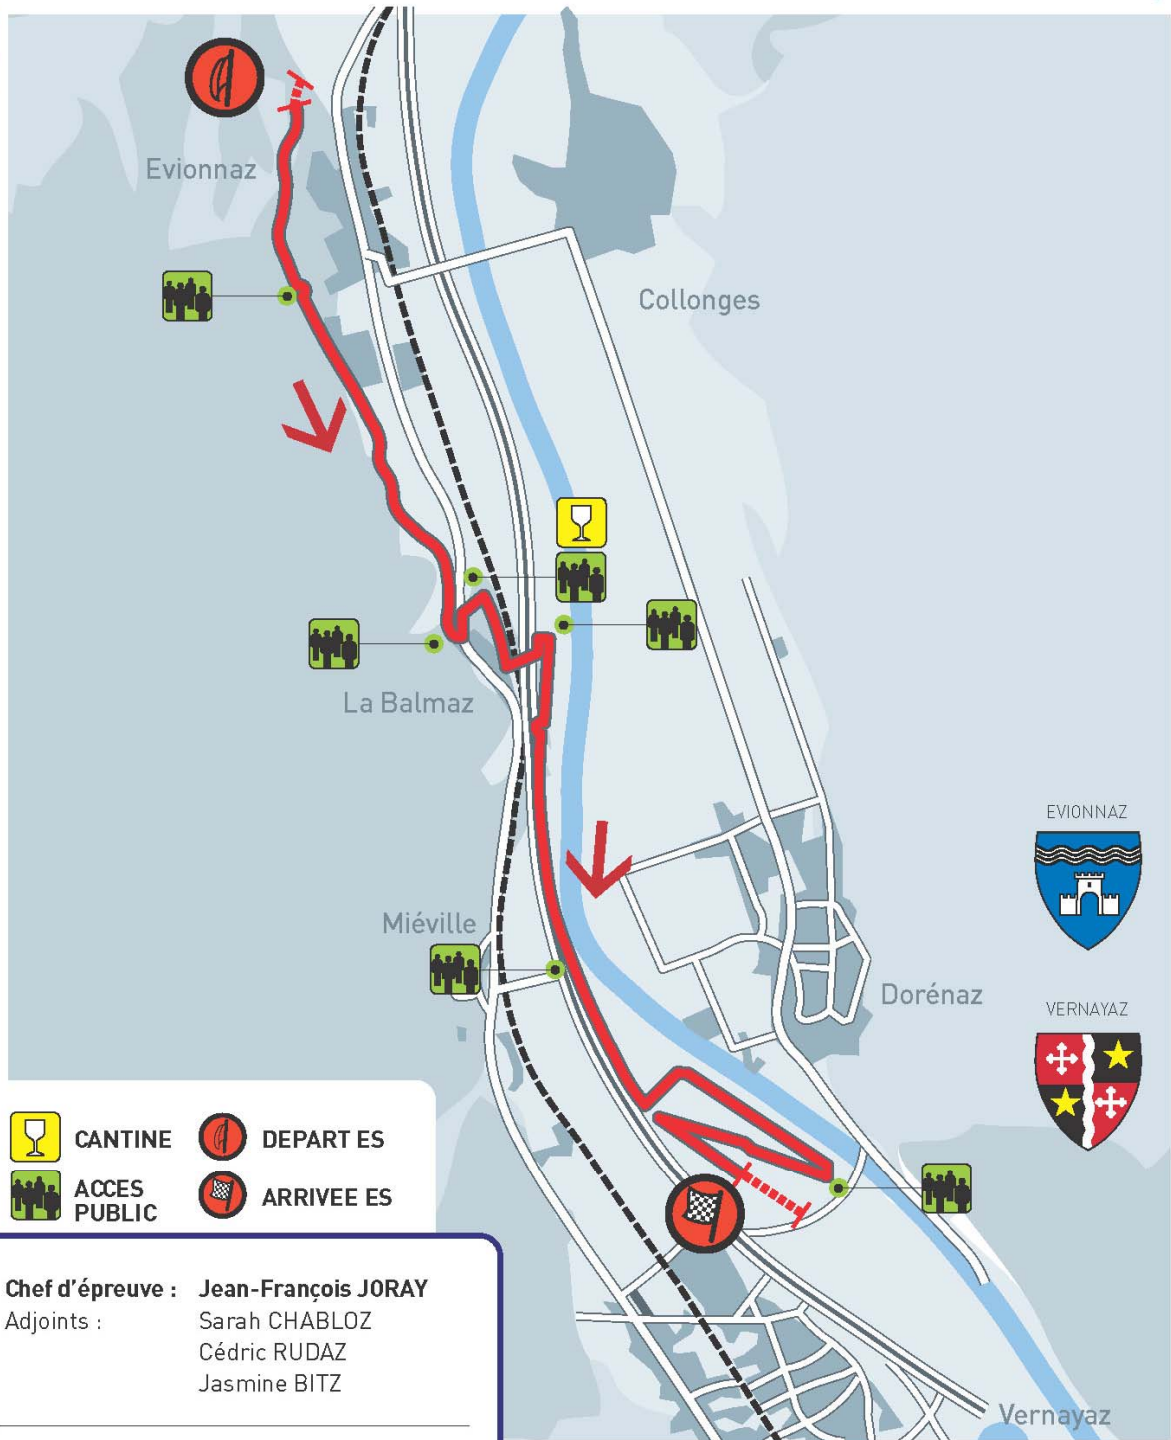 Evionnaz
Collonges
La Balmaz
EVIONNAZ
Miéville
Dorénaz
VERNAYAZ
CANTINE
DEPART ES
ACCES
PUBLIC
ARRIVEE ES
Chef d'épreuve : Jean-François JORAY
Adjoints : Sarah CHABLOZ
Cédric RUDAZ
Jasmine BITZ
Vernayaz